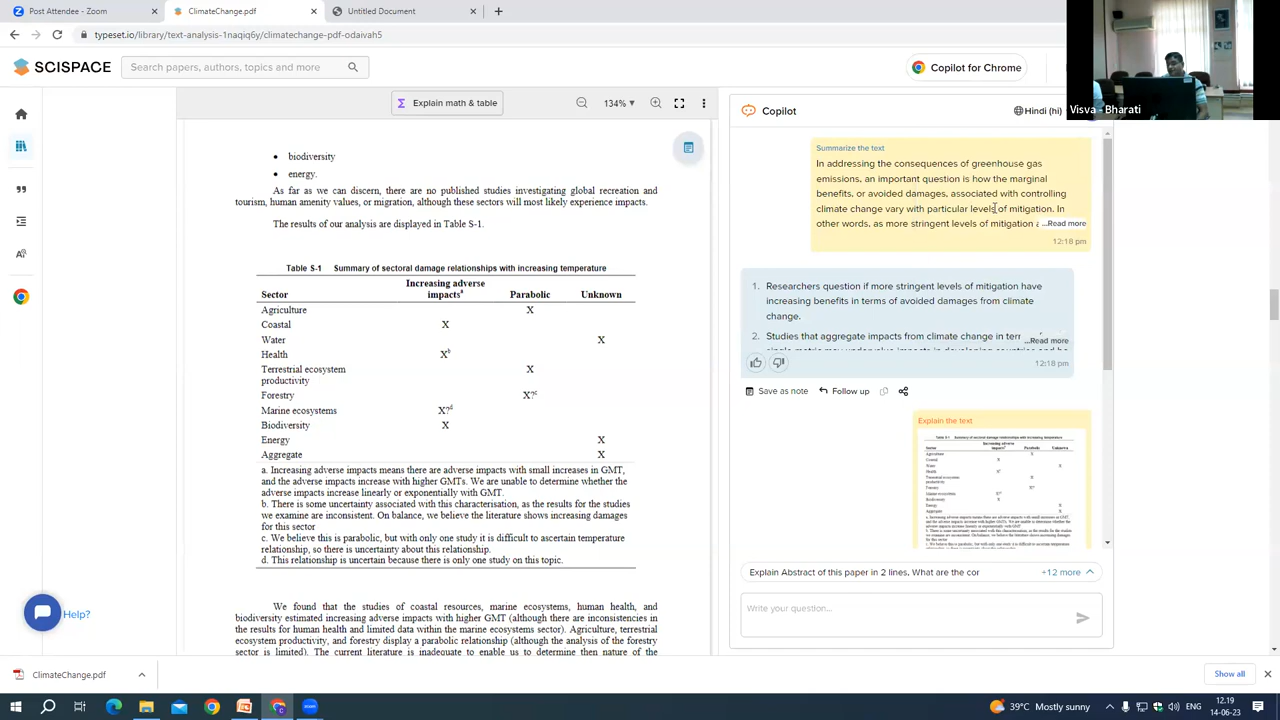 Post Attendee - Zoom
ClimateChange.pdf
Untitled Document
typeset.io/library/text-analysis-1naqiq6y/climatechange-pdf-odaivah5
SCISPACE
Search papers, authors, topics and more
Copilot for Chrome
Visva - Bharati
Explain math & table
134%
Copilot
Hindi (hi)
• biodiversity
• energy.
As far as we can discern, there are no published studies investigating global recreation and
tourism, human amenity values, or migration, although these sectors will most likely experience impacts.
The results of our analysis are displayed in Table S-1.
Table S-1 Summary of sectoral damage relationships with increasing temperature
Sector Increasing adverse impactsa Parabolic Unknown
Agriculture X
Coastal X
Water X
Health Xb
Terrestrial ecosystem productivity X
Forestry X?c
Marine ecosystems X?d
Biodiversity X
Energy X
Aggregate X
a. Increasing adverse impacts means there are adverse impacts with small increases in GMT,
and the adverse impacts increase with higher GMTs. We are unable to determine whether the
adverse impacts increase linearly or exponentially with GMT.
b. There is some uncertainty associated with this characterisation, as the results for the studies
we examine are inconsistent. On balance, we believe the literature shows increasing damages
for this sector
c. We believe this is parabolic, but with only one study it is difficult to ascertain temperature
relationship, so there is uncertainty about this relationship.
d. This relationship is uncertain because there is only one study on this topic.
We found that the studies of coastal resources, marine ecosystems, human health, and
biodiversity estimated increasing adverse impacts with higher GMT (although there are inconsistencies in
the results for human health and limited data within the marine ecosystems sector). Agriculture, terrestrial
ecosystem productivity, and forestry display a parabolic relationship (although the analysis of the forestry
sector is limited). The current literature is inadequate to enable us to determine then nature of the
Summarize the text
In addressing the consequences of greenhouse gas
emissions, an important question is how the marginal
benefits, or avoided damages, associated with controlling
climate change vary with particular levels of mitigation. In
other words, as more stringent levels of mitigation ...Read more
12:18 pm
1. Researchers question if more stringent levels of mitigation have
increasing benefits in terms of avoided damages from climate
change.
2. Studies that aggregate impacts from climate change in ...Read more
12:18 pm
Save as note
Follow up
Explain the text
Table S-1 Summary of sectoral damage relationships with increasing temperature
Explain Abstract of this paper in 2 lines, What are the cor
+12 more
Write your question...
Help?
ClimateChange.pdf
Show all
39°C Mostly sunny
ENG
12.19
14-06-23